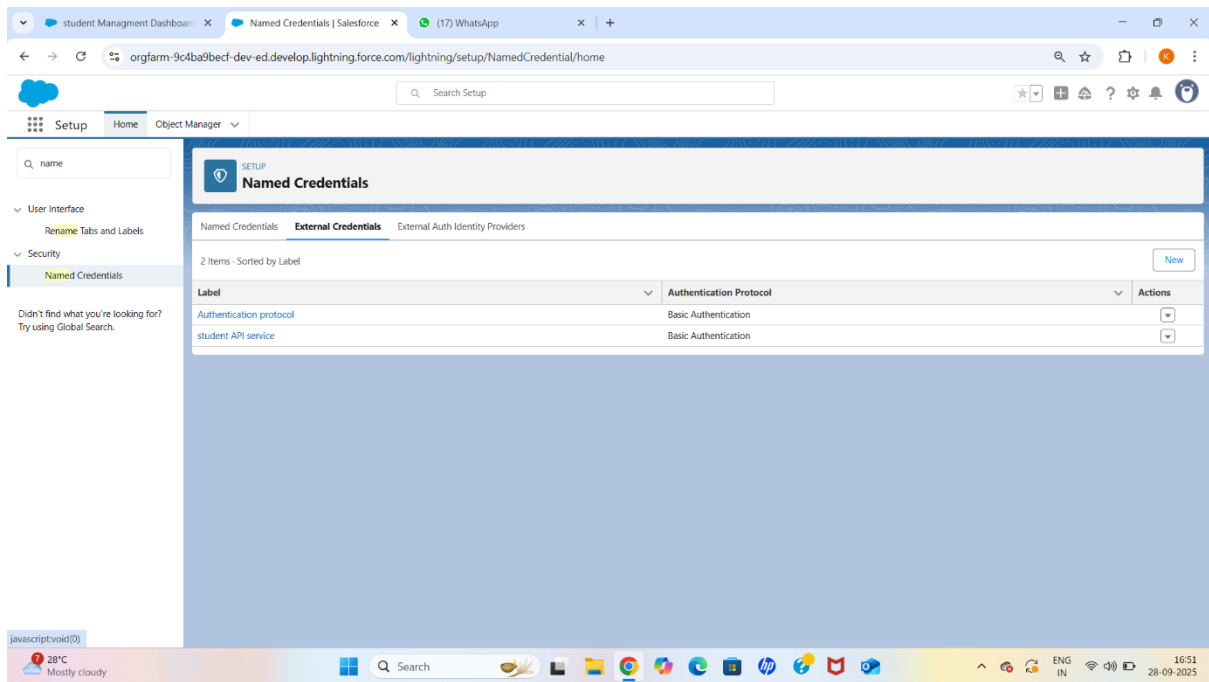 student Managment Dashboar
Named Credentials | Salesforce
(17) WhatsApp
orgfarm-9c4ba9becf-dev-ed.develop.lightning.force.com/lightning/setup/NamedCredential/home
K
Search Setup
Setup
Home
Object Manager
name
User Interface
Rename Tabs and Labels
Security
Named Credentials
Didn't find what you're looking for?
Try using Global Search.
SETUP
Named Credentials
Named Credentials
External Credentials
External Auth Identity Providers
2 Items · Sorted by Label
New
Label
Authentication Protocol
Actions
Authentication protocol
Basic Authentication
student API service
Basic Authentication
javascript:void(0)
7
28°C
Mostly cloudy
Search
hp
ENG
IN
16:51
28-09-2025